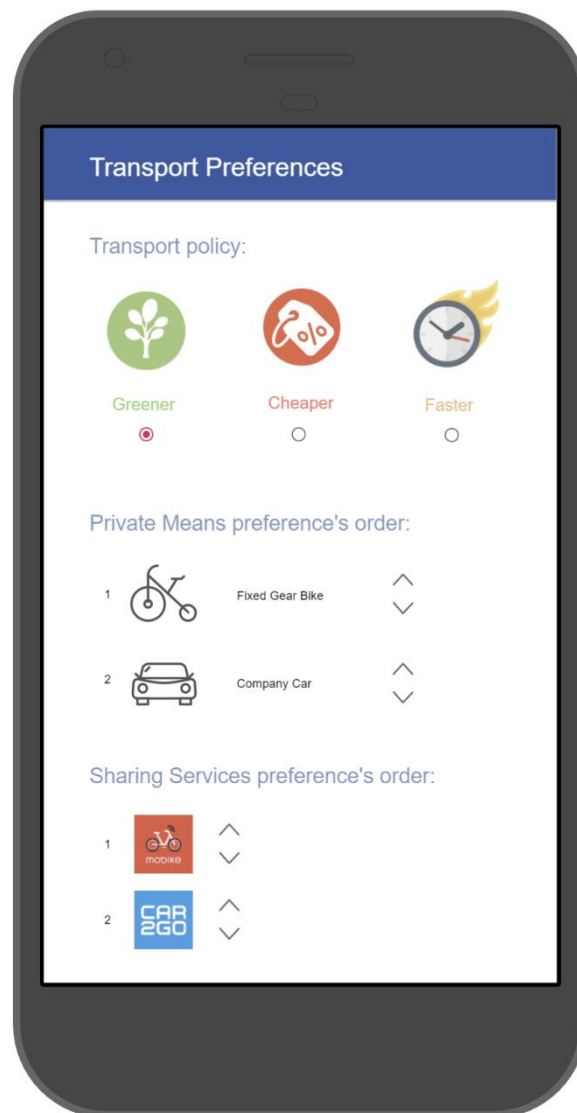 Transport Preferences
Transport policy:
%
Greener
Cheaper
Faster
Private Means preference's order:
1
Fixed Gear Bike
2
Company Car
Sharing Services preference's order:
1
mobike
2
CAR
2GO